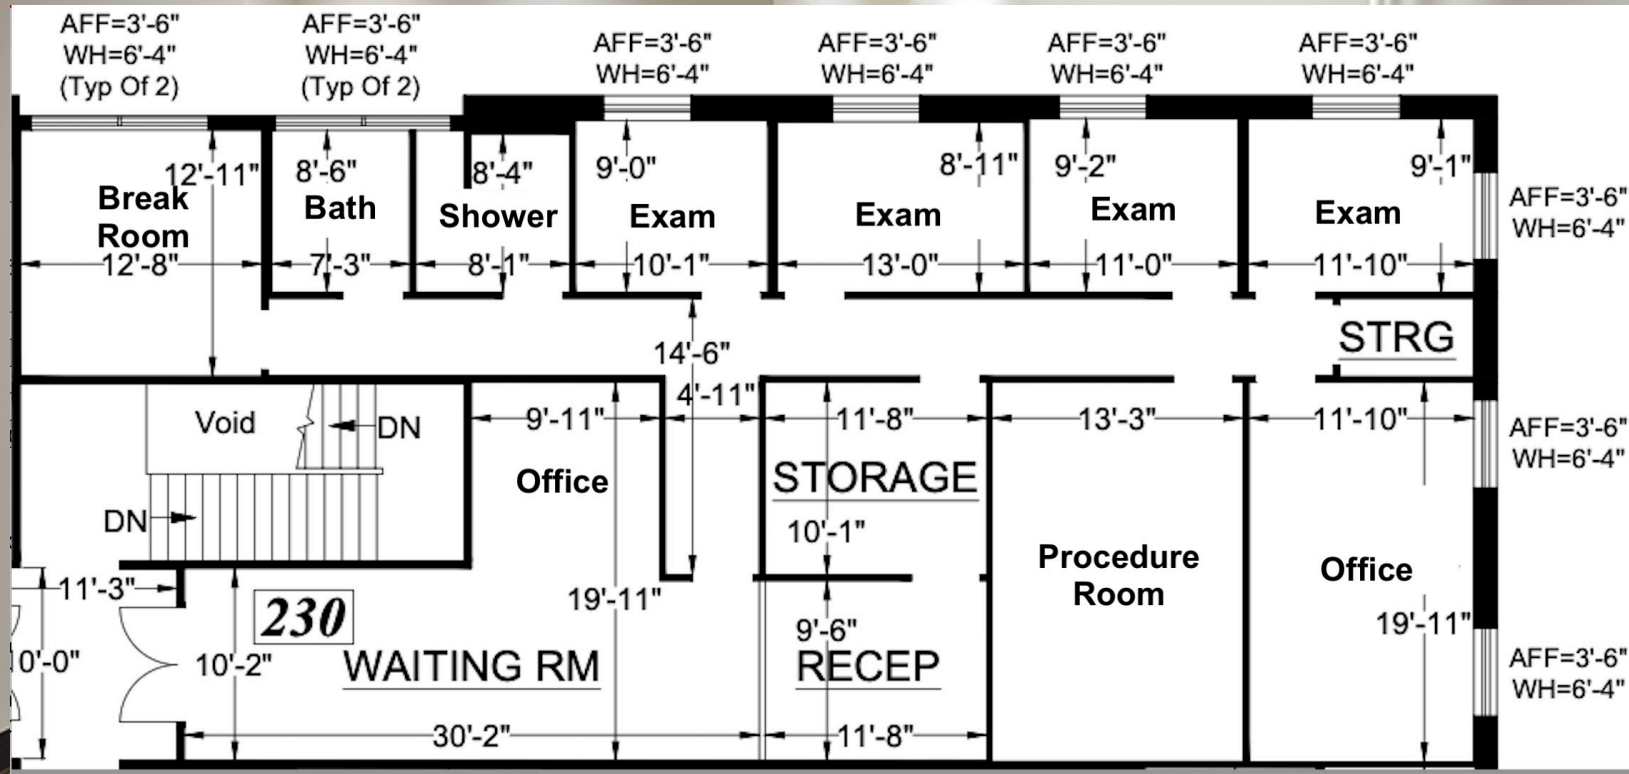 AFF=3'-6"
WH=6'-4"
(Typ Of 2)
AFF=3'-6"
WH=6'-4"
(Typ Of 2)
AFF=3'-6"
WH=6'-4"
AFF=3'-6"
WH=6'-4"
AFF=3'-6"
WH=6'-4"
AFF=3'-6"
WH=6'-4"
12'-11"
Break
Room
12'-8"
8'-6"
Bath
7'-3"
8'-4"
Shower
8'-1"
9'-0"
Exam
10'-1"
8'-11"
Exam
13'-0"
9'-2"
Exam
11'-0"
9'-1"
Exam
11'-10"
AFF=3'-6"
WH=6'-4"
14'-6"
STRG
Void
DN
DN
9'-11"
Office
4'-11"
11'-8"
STORAGE
10'-1"
13'-3"
Procedure
Room
11'-10"
Office
19'-11"
AFF=3'-6"
WH=6'-4"
11'-3"
0'-0"
230
10'-2"
WAITING RM
30'-2"
19'-11"
9'-6"
RECEP
11'-8"
AFF=3'-6"
WH=6'-4"